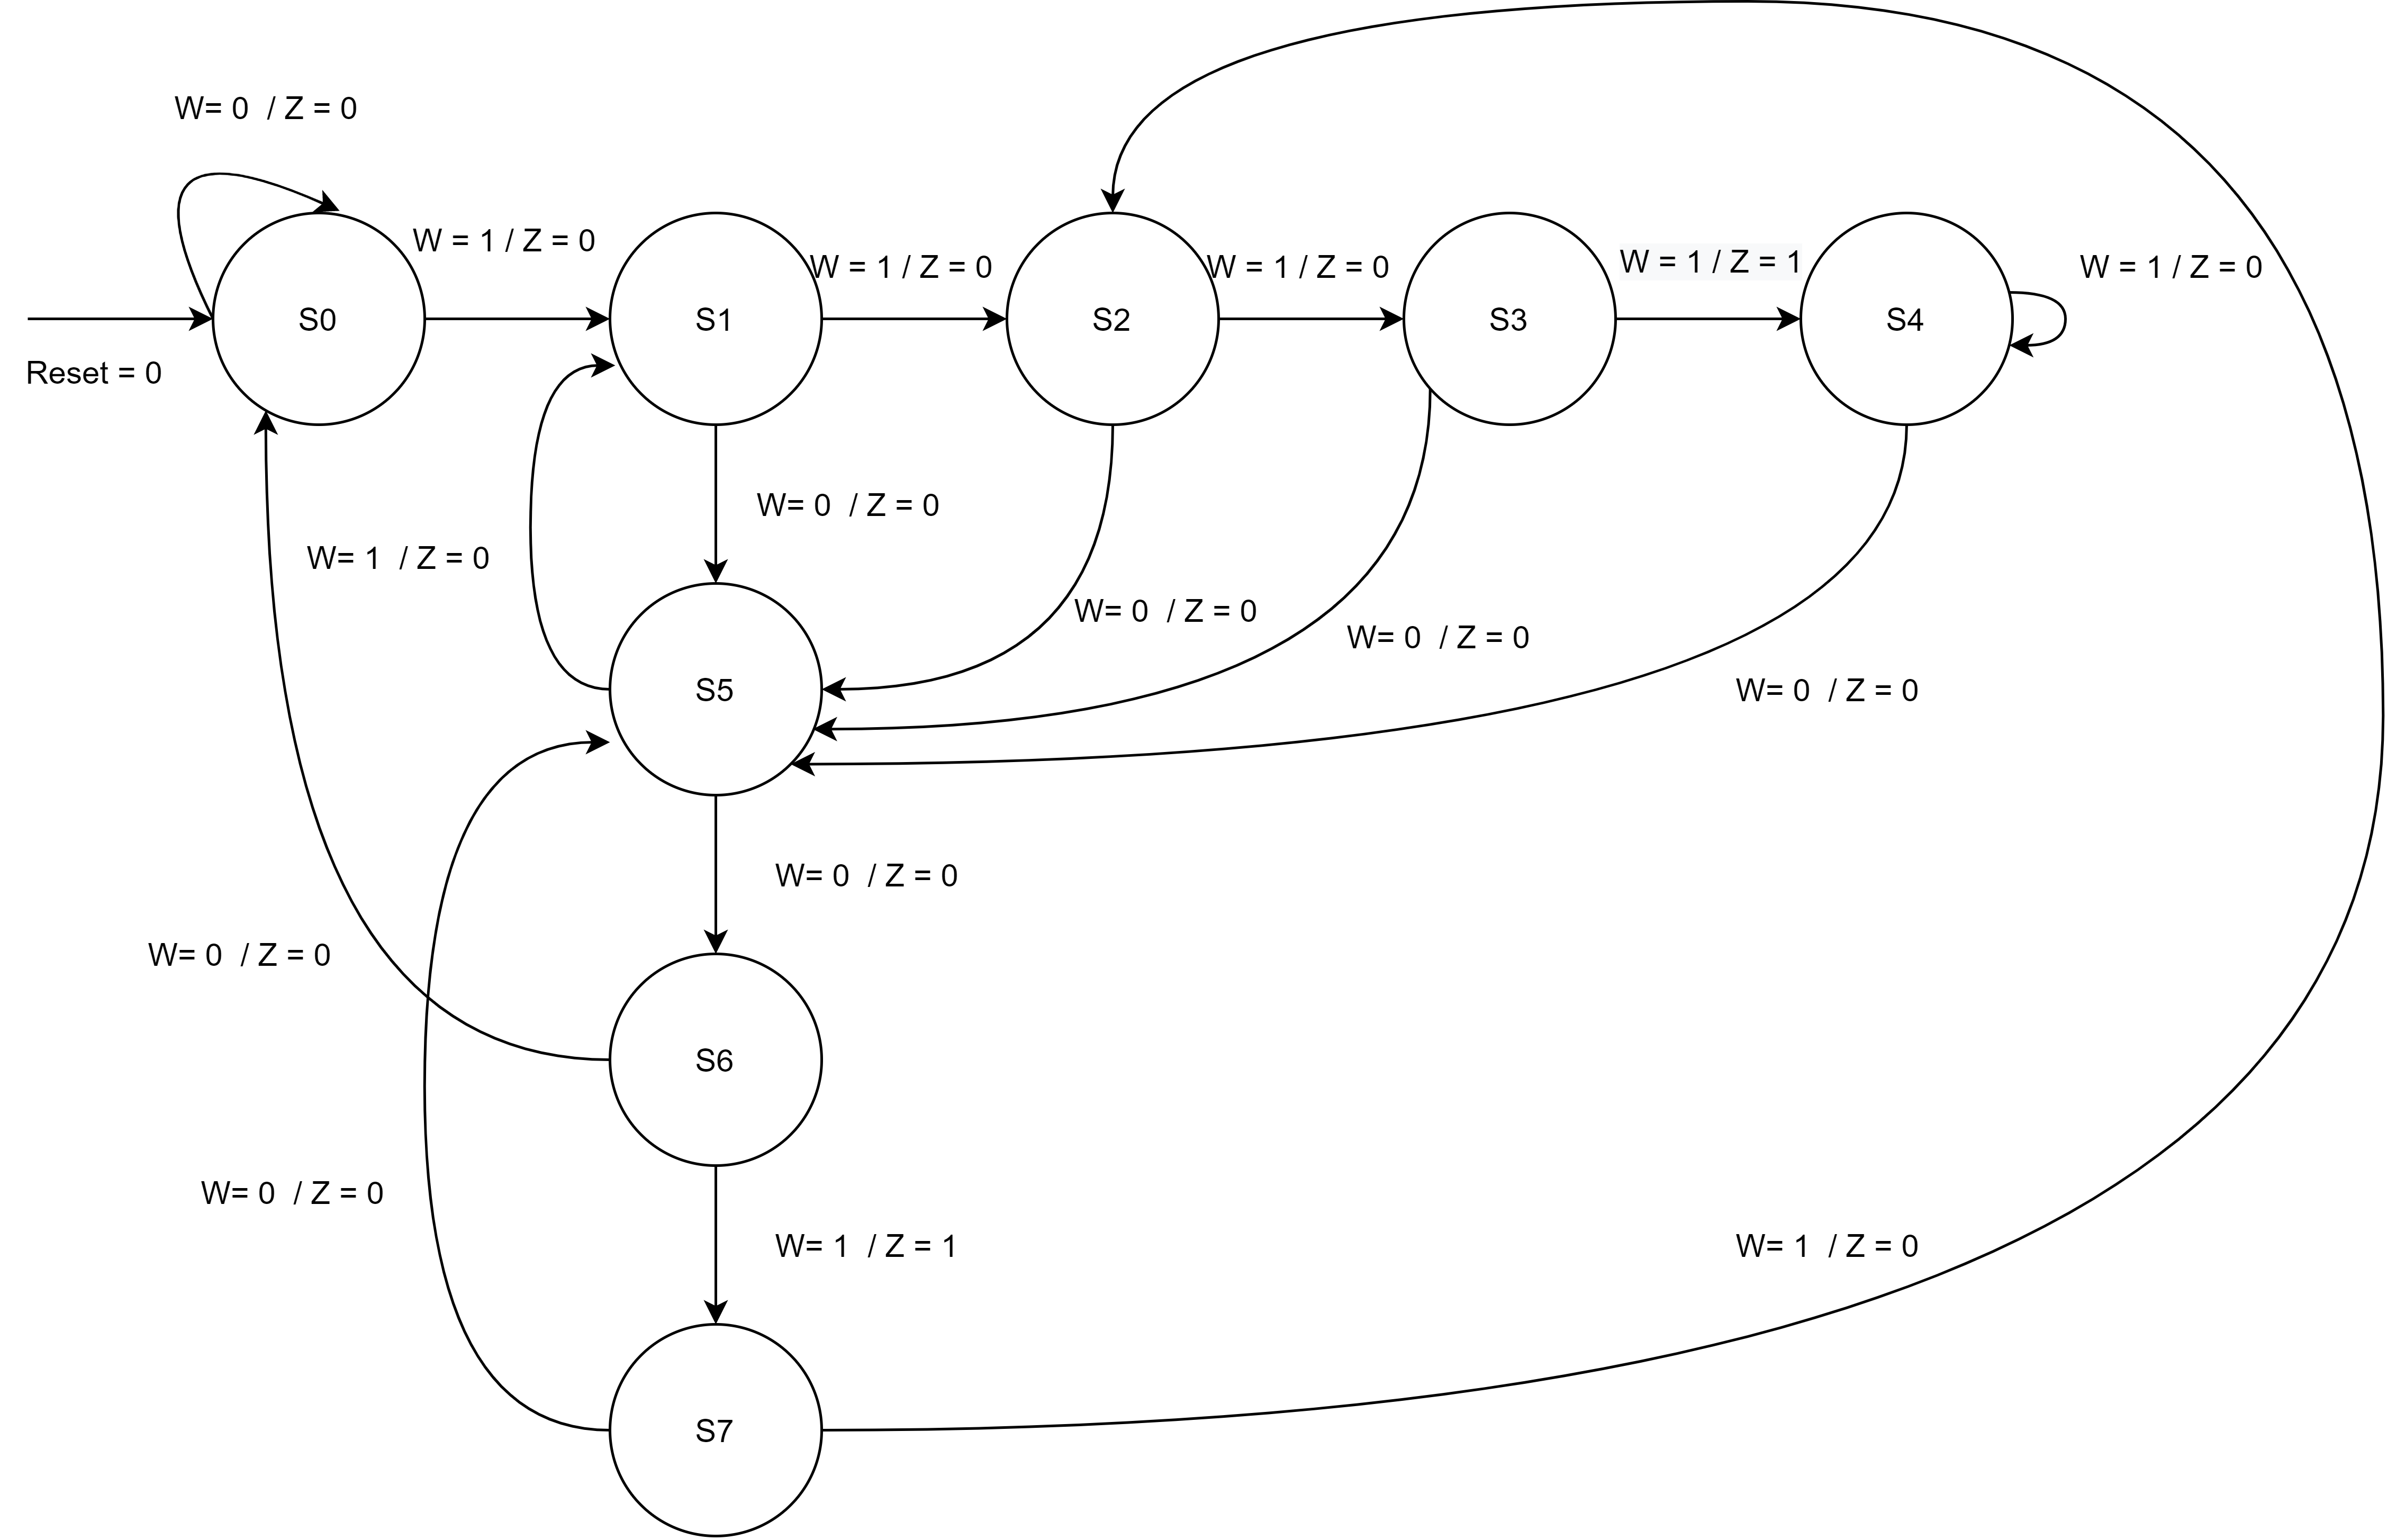 W= 0 / Z = 0
W = 1 / Z = 0
W = 1 / Z = 0
W = 1 / Z = 0
W = 1 / Z = 1
W = 1 / Z = 0
S0
S1
S2
S3
S4
Reset = 0
W= 0 / Z = 0
W= 1 / Z = 0
W= 0 / Z = 0
W= 0 / Z = 0
S5
W= 0 / Z = 0
W= 0 / Z = 0
W= 0 / Z = 0
S6
W= 0 / Z = 0
W= 1 / Z = 1
W= 1 / Z = 0
S7